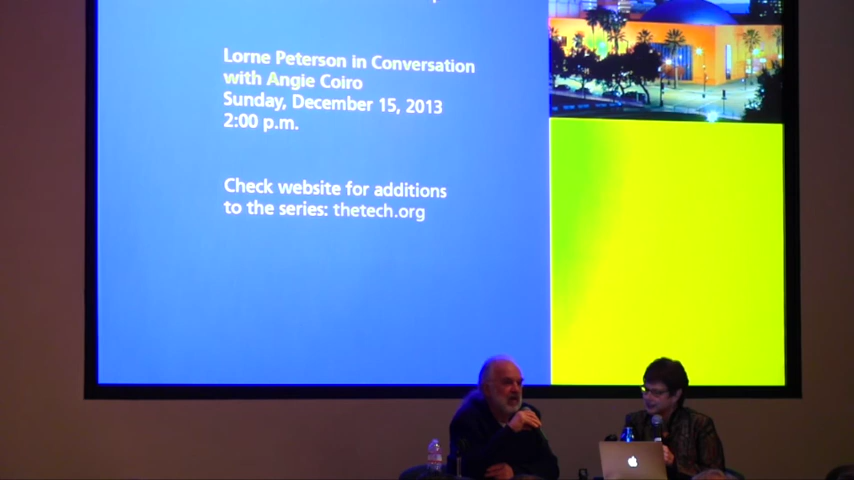 Lorne Peterson in Conversation
with Angie Coiro
Sunday, December 15, 2013
2:00 p.m.
Check website for additions
to the series: thetech.org